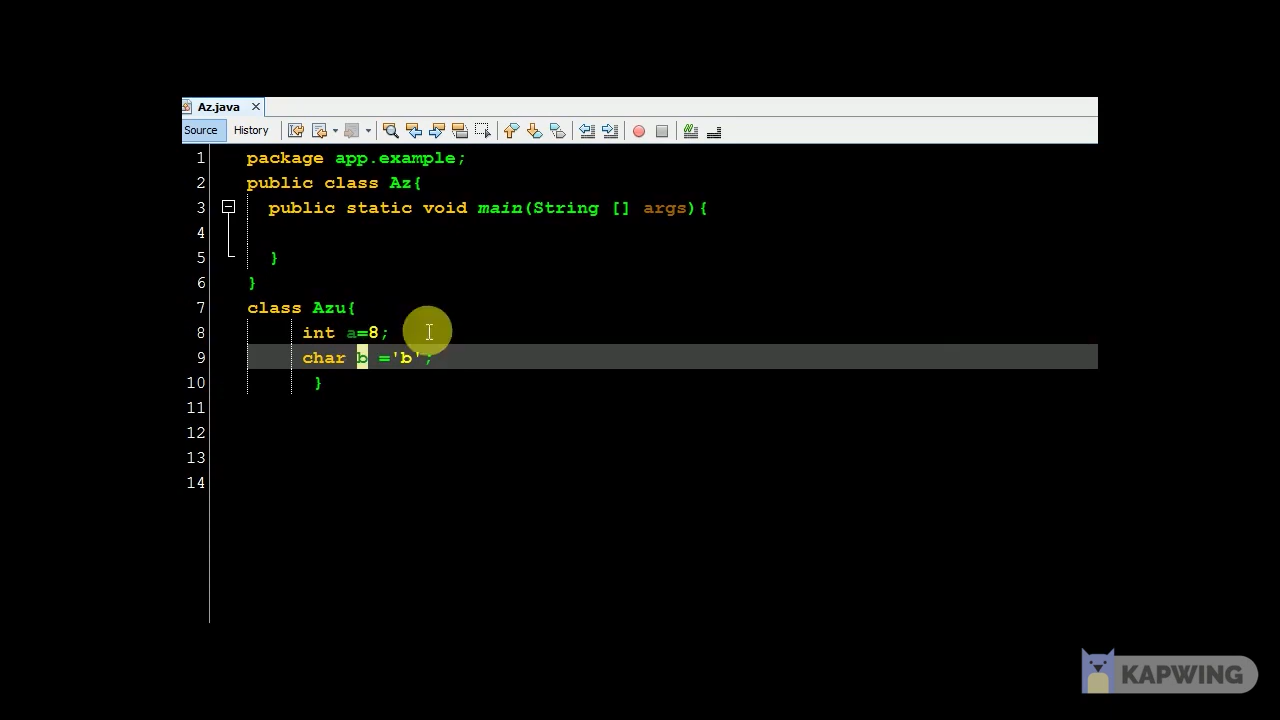 Az.java
Source History
1 package app.example;
2 public class Az{
3 public static void main(String [] args){
4
5 }
6 }
7 class Azu{
8 int a=8;
9 char b ='b';
10 }
11
12
13
14
KAPWING